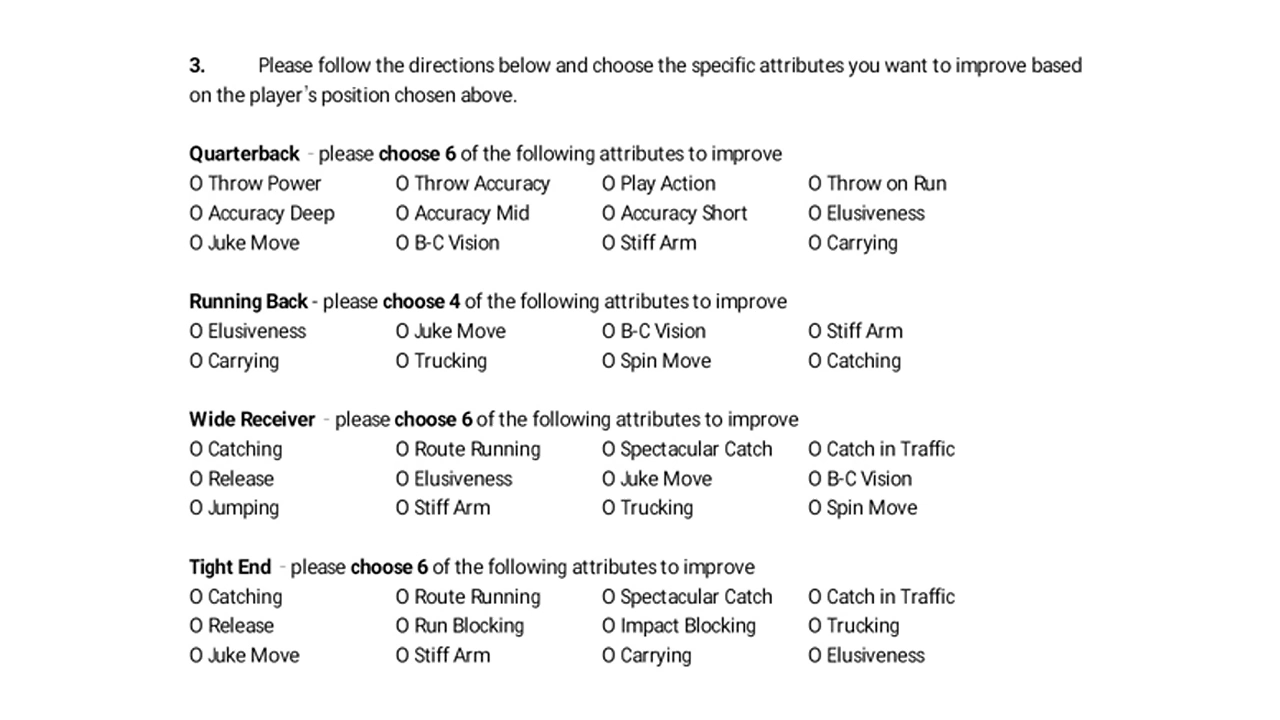 3. Please follow the directions below and choose the specific attributes you want to improve based
on the player's position chosen above.
Quarterback - please choose 6 of the following attributes to improve
O Throw Power O Throw Accuracy O Play Action O Throw on Run
O Accuracy Deep O Accuracy Mid O Accuracy Short O Elusiveness
O Juke Move O B-C Vision O Stiff Arm O Carrying
Running Back - please choose 4 of the following attributes to improve
O Elusiveness O Juke Move O B-C Vision O Stiff Arm
O Carrying O Trucking O Spin Move O Catching
Wide Receiver - please choose 6 of the following attributes to improve
O Catching O Route Running O Spectacular Catch O Catch in Traffic
O Release O Elusiveness O Juke Move O B-C Vision
O Jumping O Stiff Arm O Trucking O Spin Move
Tight End - please choose 6 of the following attributes to improve
O Catching O Route Running O Spectacular Catch O Catch in Traffic
O Release O Run Blocking O Impact Blocking O Trucking
O Juke Move O Stiff Arm O Carrying O Elusiveness